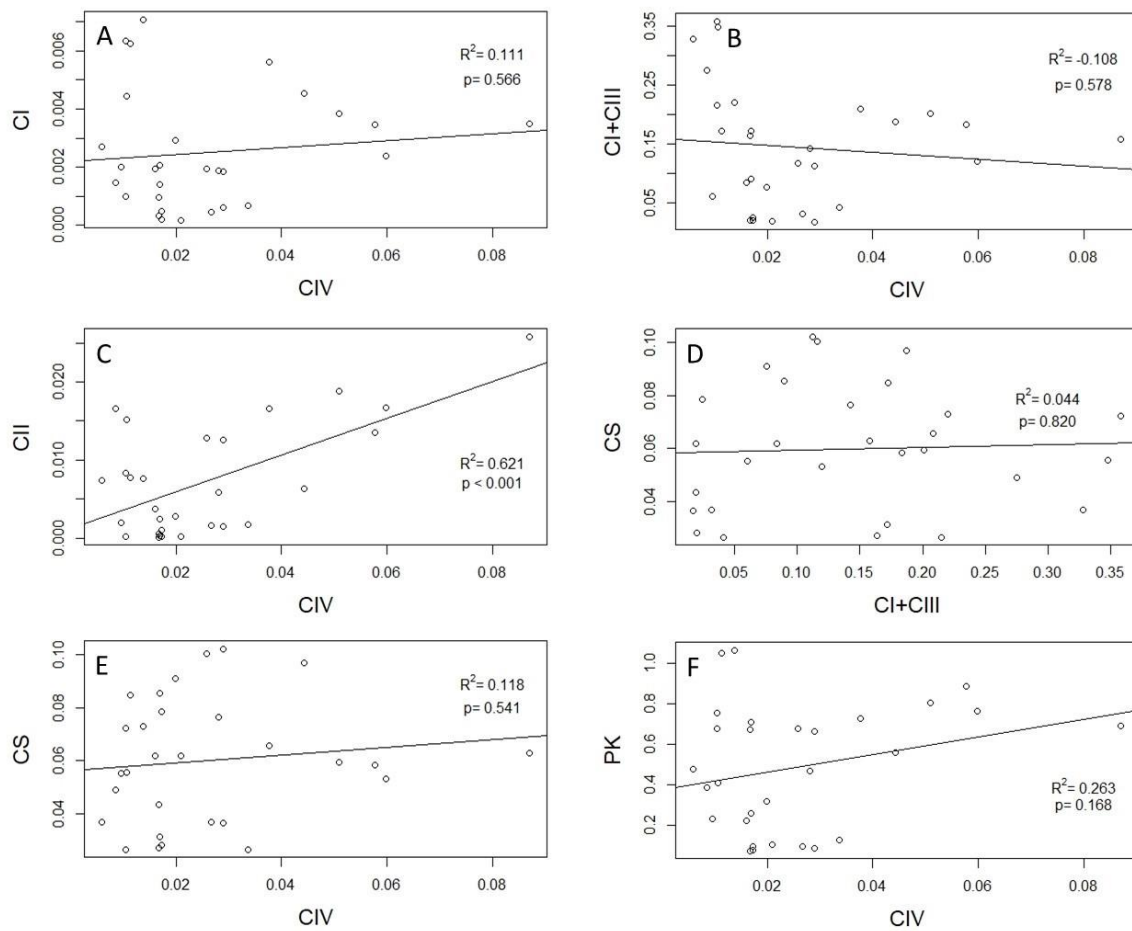 A
R²= 0.111
p= 0.566
CI
0.000 0.002 0.004 0.006
0.02 0.04 0.06 0.08
CIV
B
R²= -0.108
p= 0.578
CI+CIII
0.05 0.15 0.25 0.35
0.02 0.04 0.06 0.08
CIV
C
R²= 0.621
p < 0.001
CII
0.000 0.010 0.020
0.02 0.04 0.06 0.08
CIV
D
R²= 0.044
p= 0.820
CS
0.04 0.06 0.08 0.10
0.05 0.10 0.15 0.20 0.25 0.30 0.35
CI+CIII
E
R²= 0.118
p= 0.541
CS
0.04 0.06 0.08 0.10
0.02 0.04 0.06 0.08
CIV
F
R²= 0.263
p= 0.168
PK
0.2 0.4 0.6 0.8 1.0
0.02 0.04 0.06 0.08
CIV